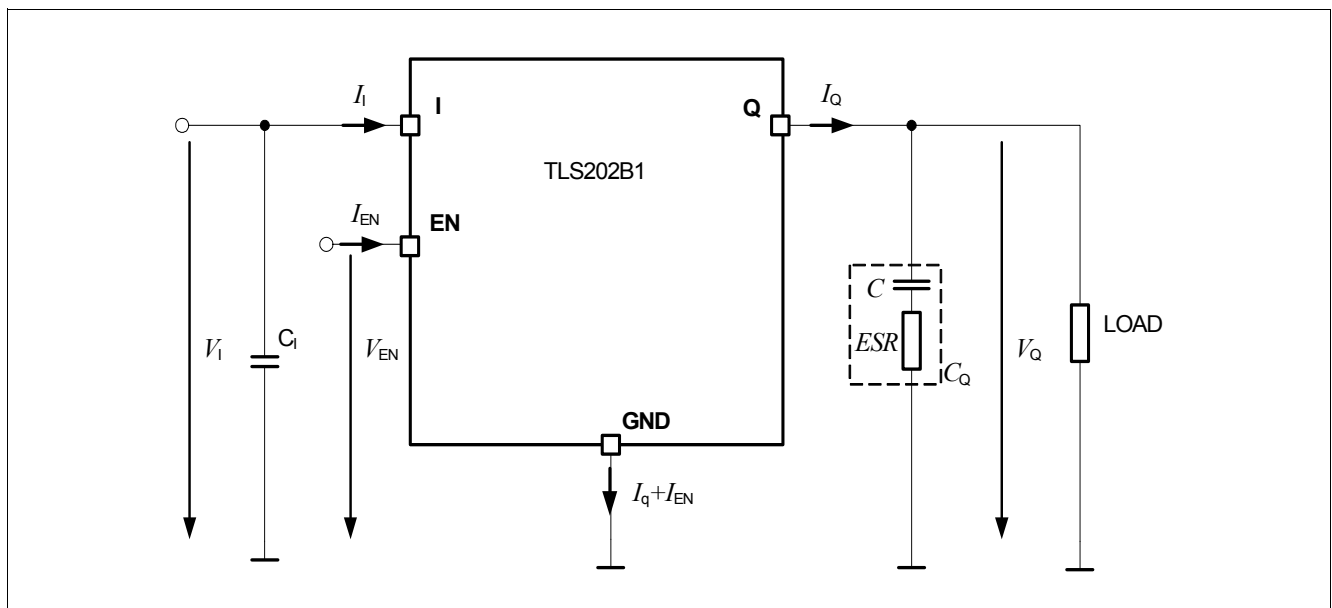 I_I
I
Q
I_Q
TLS202B1
I_EN
EN
C
LOAD
V_I
C_I
V_EN
ESR
V_Q
C_Q
GND
I_q+I_EN